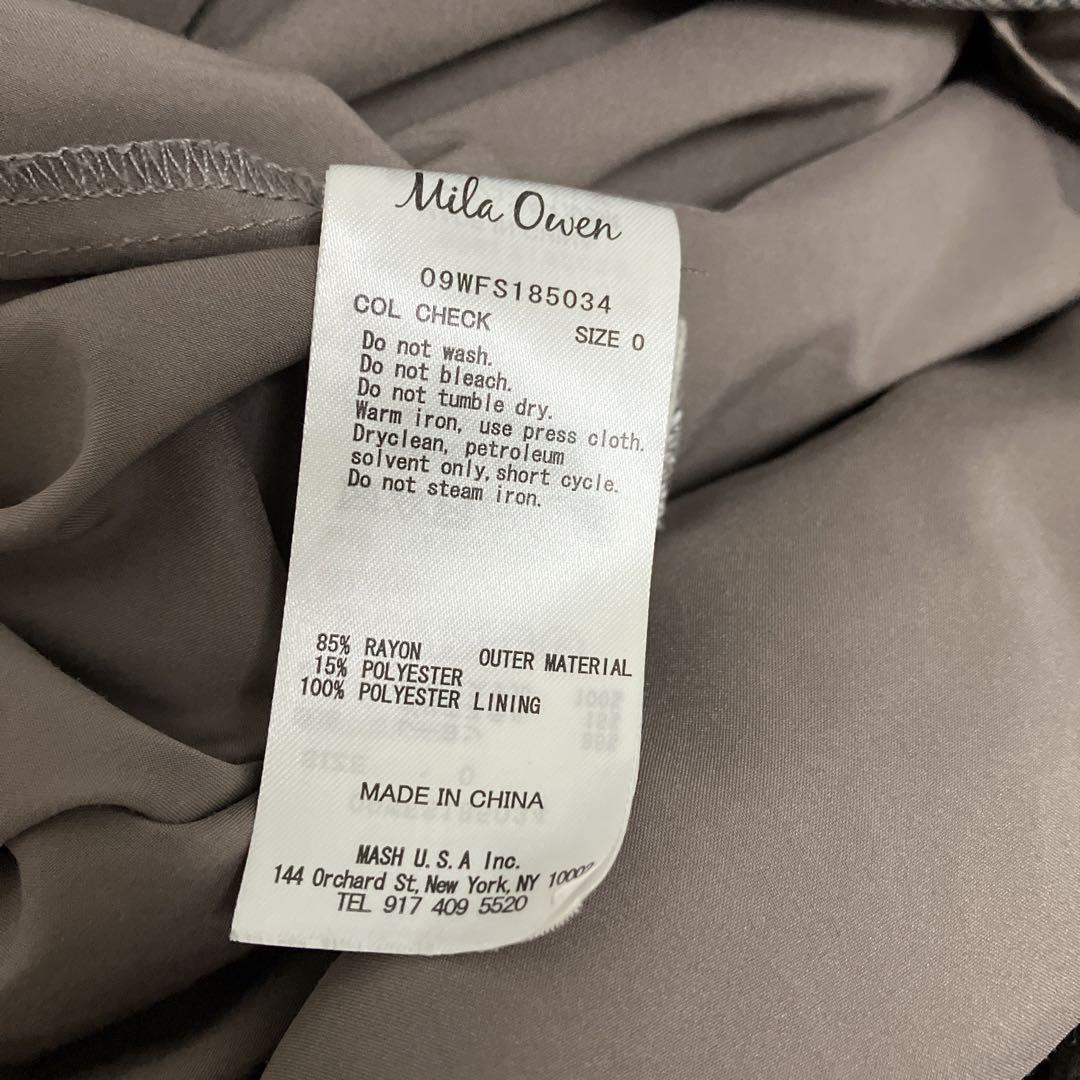 Mila Owen
09WFS185034
COL CHECK SIZE 0
Do not wash.
Do not bleach.
Do not tumble dry.
Warm iron, use press cloth.
Dryclean, petroleum
solvent only, short cycle.
Do not steam iron.
85% RAYON OUTER MATERIAL
15% POLYESTER
100% POLYESTER LINING
MADE IN CHINA
MASH U.S.A Inc.
144 Orchard St, New York, NY 10002
TEL 917 409 5520